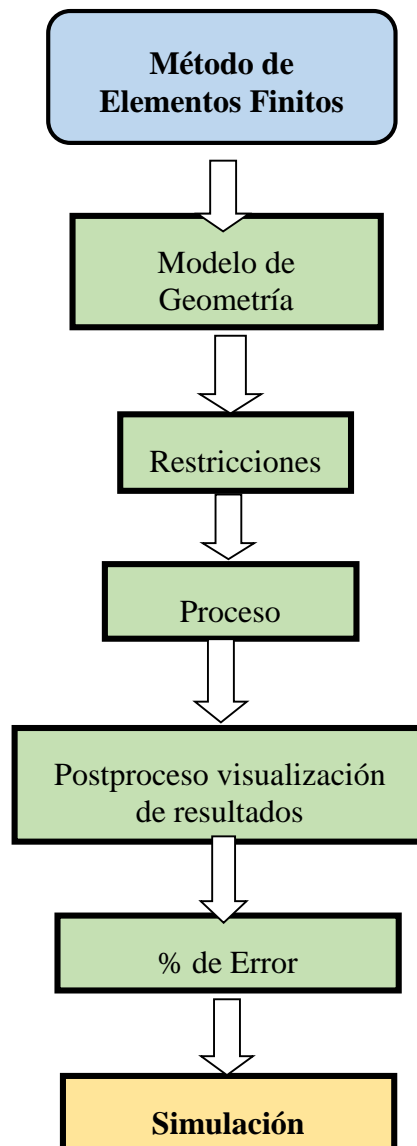 Método de
Elementos Finitos
Modelo de
Geometría
Restricciones
Proceso
Postproceso visualización
de resultados
% de Error
Simulación